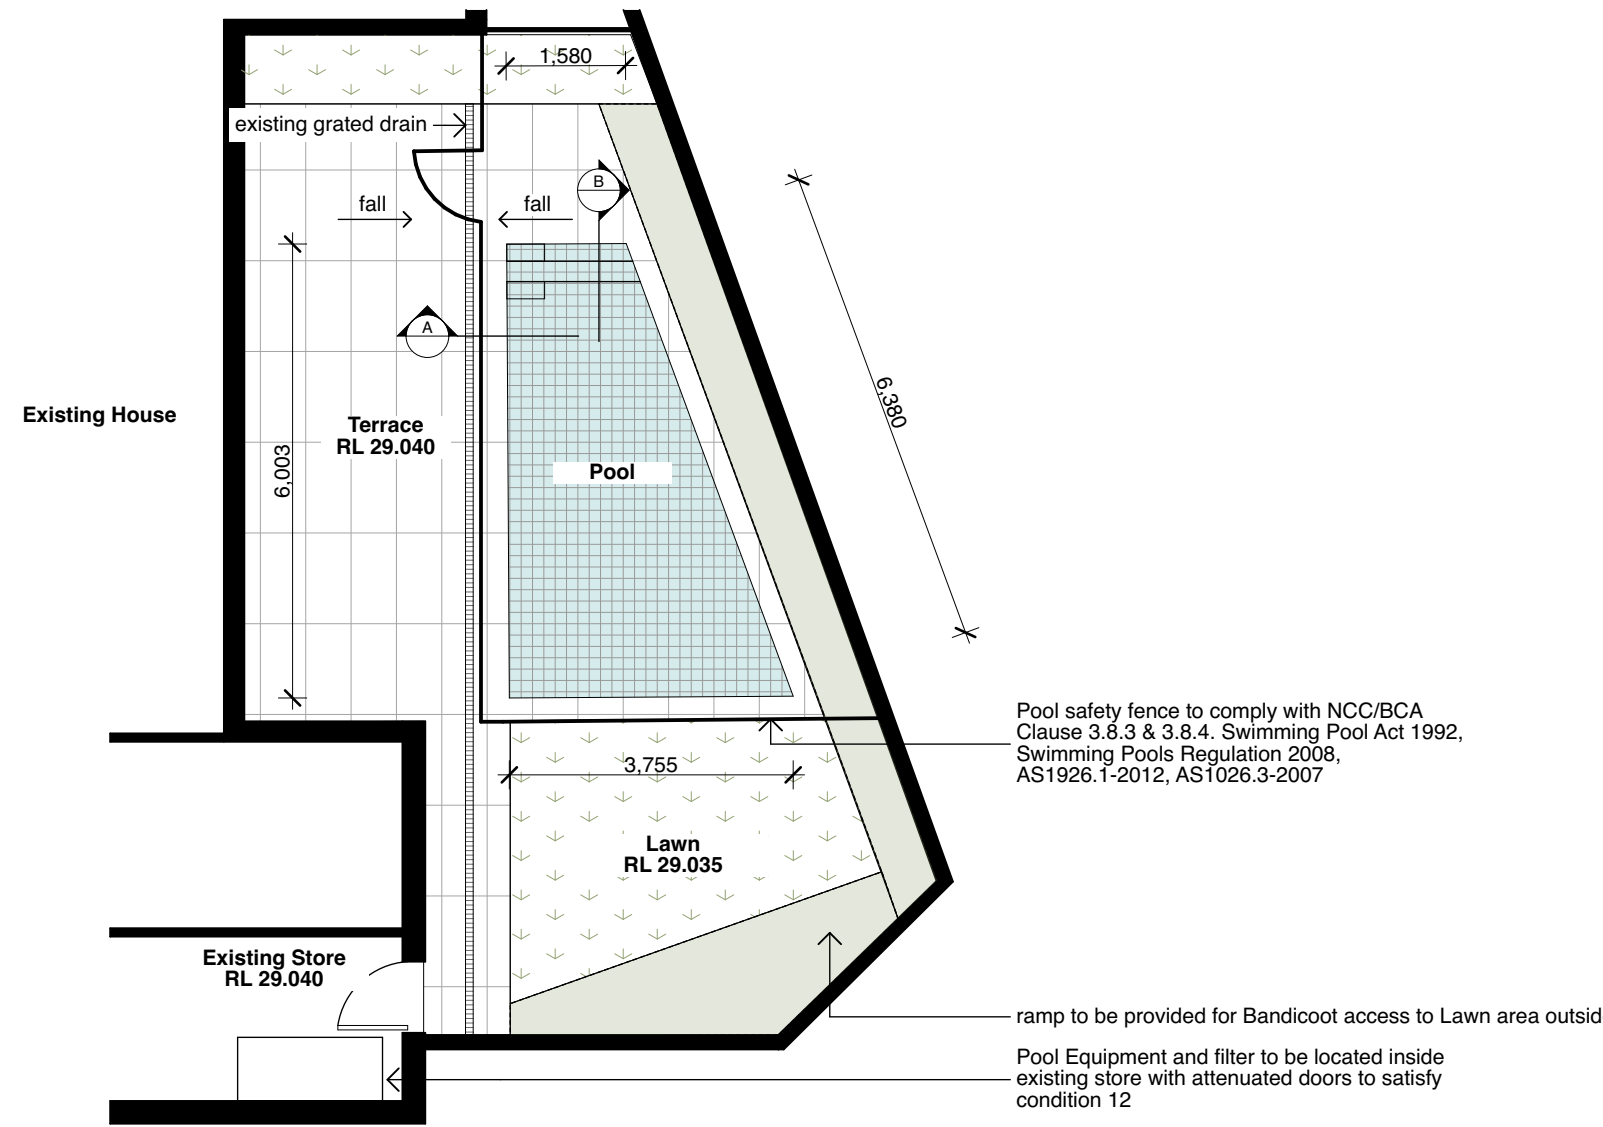 1,580
existing grated drain
B
fall
fall
A
6,380
Existing House
Terrace
RL 29.040
6,003
Pool
Pool safety fence to comply with NCC/BCA
Clause 3.8.3 & 3.8.4. Swimming Pool Act 1992,
Swimming Pools Regulation 2008,
AS1926.1-2012, AS1026.3-2007
3,755
Lawn
RL 29.035
Existing Store
RL 29.040
ramp to be provided for Bandicoot access to Lawn area outsid
Pool Equipment and filter to be located inside
existing store with attenuated doors to satisfy
condition 12